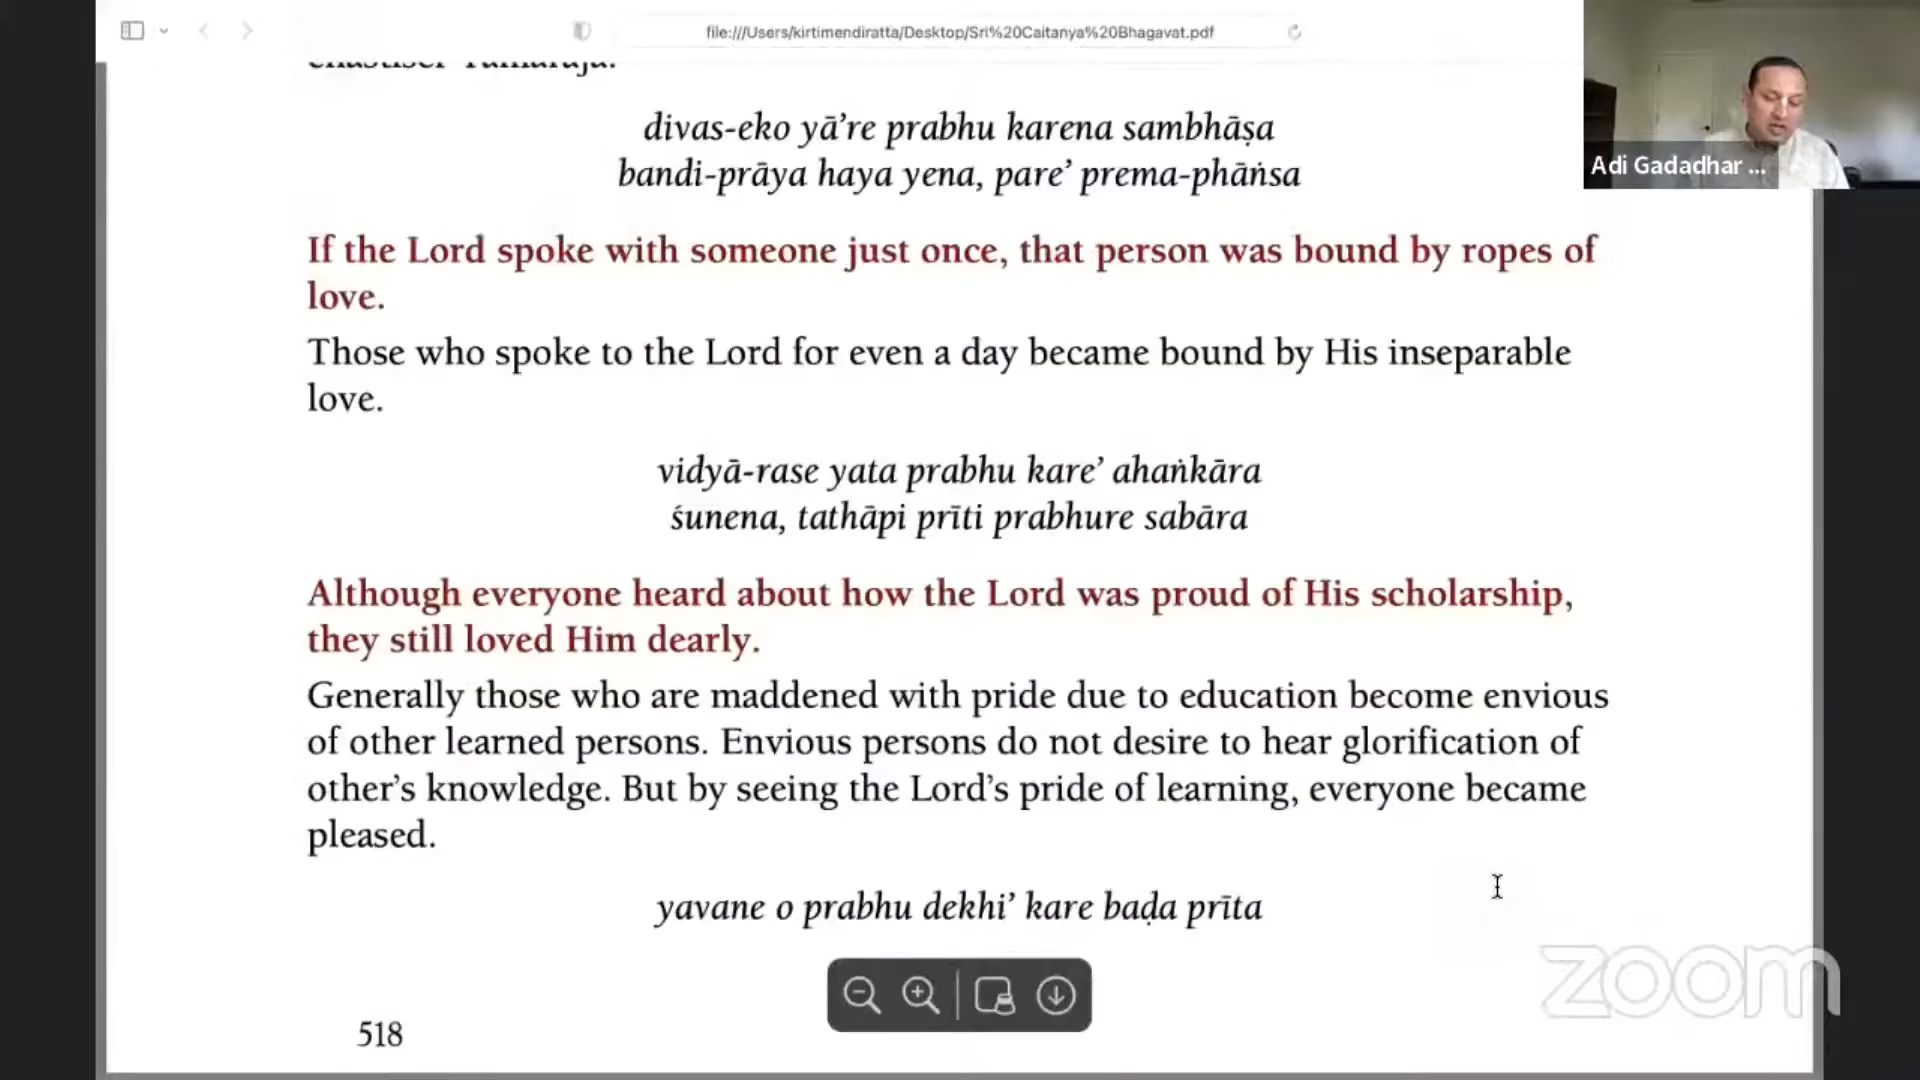 file:///Users/kirtimendiratta/Desktop/Sri%20Caitanya%20Bhagavat.pdf
Adi Gadadhar ...
divas-eko yā’re prabhu karena sambhāṣa
bandi-prāya haya yena, pare’ prema-phāṅsa
If the Lord spoke with someone just once, that person was bound by ropes of
love.
Those who spoke to the Lord for even a day became bound by His inseparable
love.
vidyā-rase yata prabhu kare’ ahaṅkāra
śunena, tathāpi prīti prabhure sabāra
Although everyone heard about how the Lord was proud of His scholarship,
they still loved Him dearly.
Generally those who are maddened with pride due to education become envious
of other learned persons. Envious persons do not desire to hear glorification of
other’s knowledge. But by seeing the Lord’s pride of learning, everyone became
pleased.
yavane o prabhu dekhi’ kare baḍa prīta
zoom
518